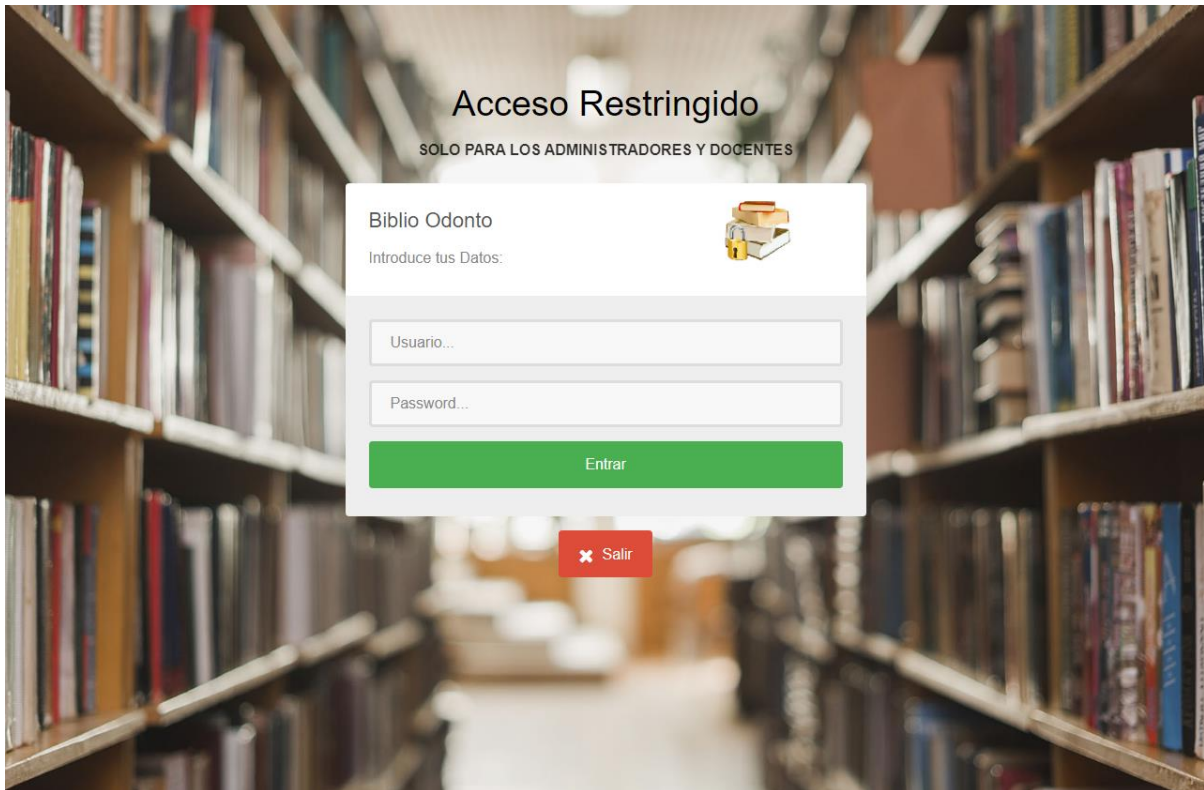 Acceso Restringido
SOLO PARA LOS ADMINISTRADORES Y DOCENTES
Biblio Odonto
Introduce tus Datos:
Usuario...
Password...
Entrar
Salir